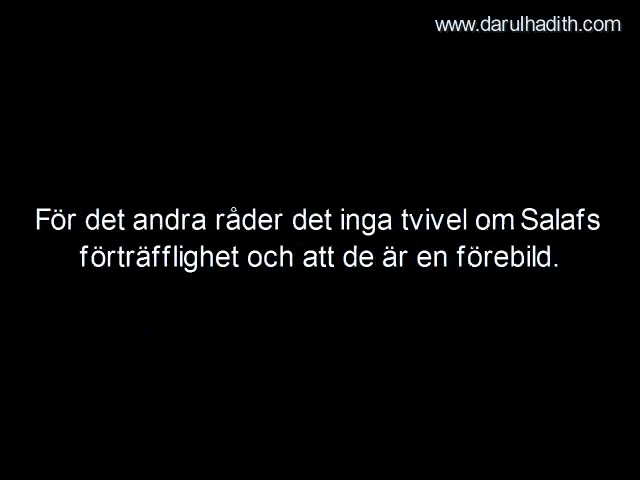 www.darulhadith.com
För det andra råder det inga tvivel om Salafs
förträfflighet och att de är en förebild.